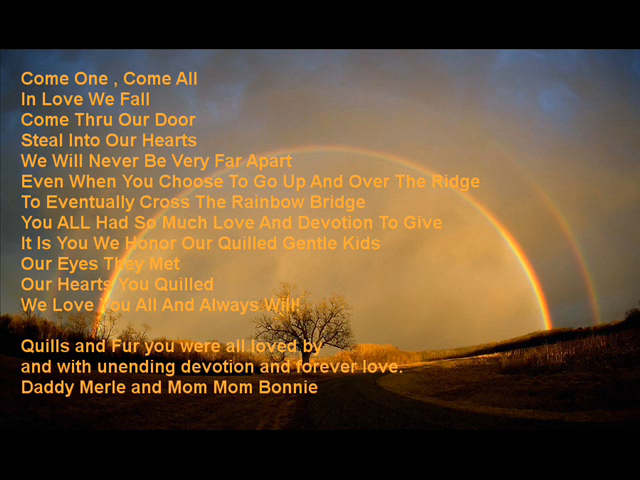 Come One , Come All
In Love We Fall
Come Thru Our Door
Steal Into Our Hearts
We Will Never Be Very Far Apart
Even When You Choose To Go Up And Over The Ridge
To Eventually Cross The Rainbow Bridge
You ALL Had So Much Love And Devotion To Give
It Is You We Honor Our Quilled Gentle Kids
Our Eyes They Met
Our Hearts You Quilled
We Love You All And Always Will!
Quills and Fur you were all loved by
and with unending devotion and forever love.
Daddy Merle and Mom Mom Bonnie